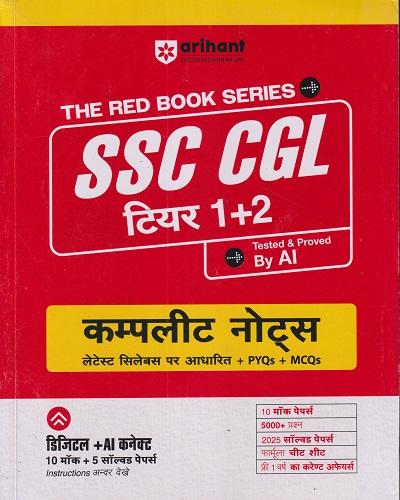 arihant
THE RED BOOK SERIES
SSC CGL
टियर 1+2
Tested & Proved
By AI
कम्पलीट नोट्स
लेटेस्ट सिलेबस पर आधारित + PYQs + MCQs
डिजिटल +AI कनेक्ट
10 मॉक + 5 सॉल्वड पेपर्स
Instructions अन्दर देखे
10 मॉक पेपर्स
5000+ प्रश्न
2025 सॉल्वड पेपर्स
फार्मूला चीट शीट
फ्री 1 वर्ष का करेण्ट अफेयर्स